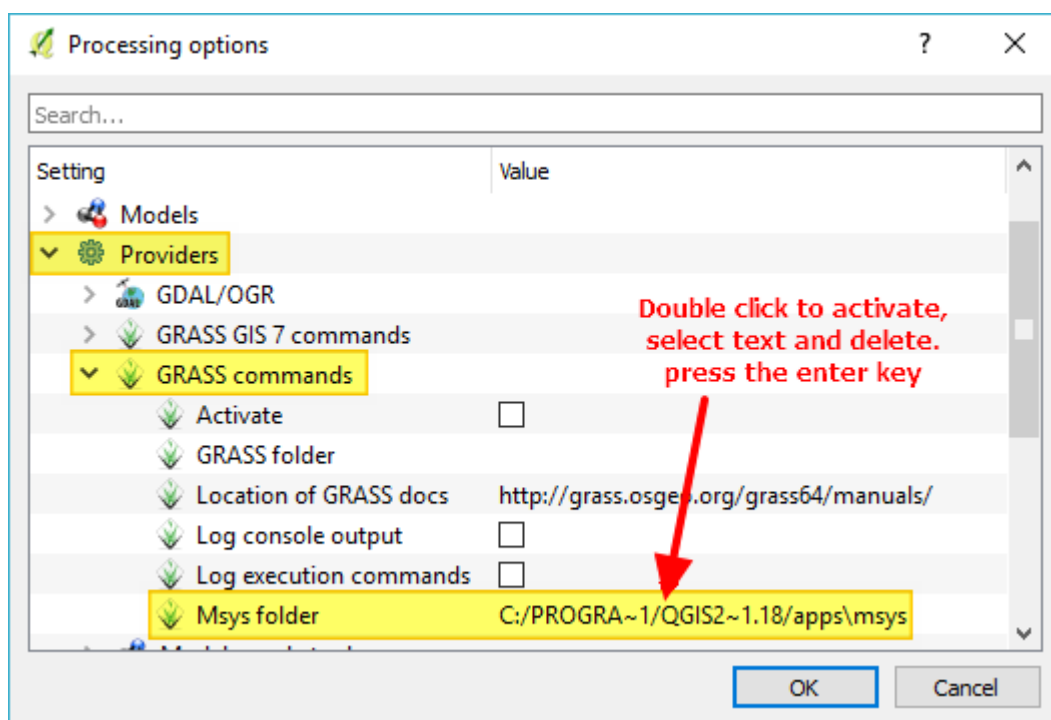 Processing options
?
Search...
Setting Value
Models
Providers
GDAL/OGR
GRASS GIS 7 commands
GRASS commands
Activate
GRASS folder
Location of GRASS docs http://grass.osgeo.org/grass64/manuals/
Log console output
Log execution commands
Msys folder C:/PROGRA~1/QGIS2~1.18/apps\msys
Double click to activate,
select text and delete.
press the enter key
OK Cancel